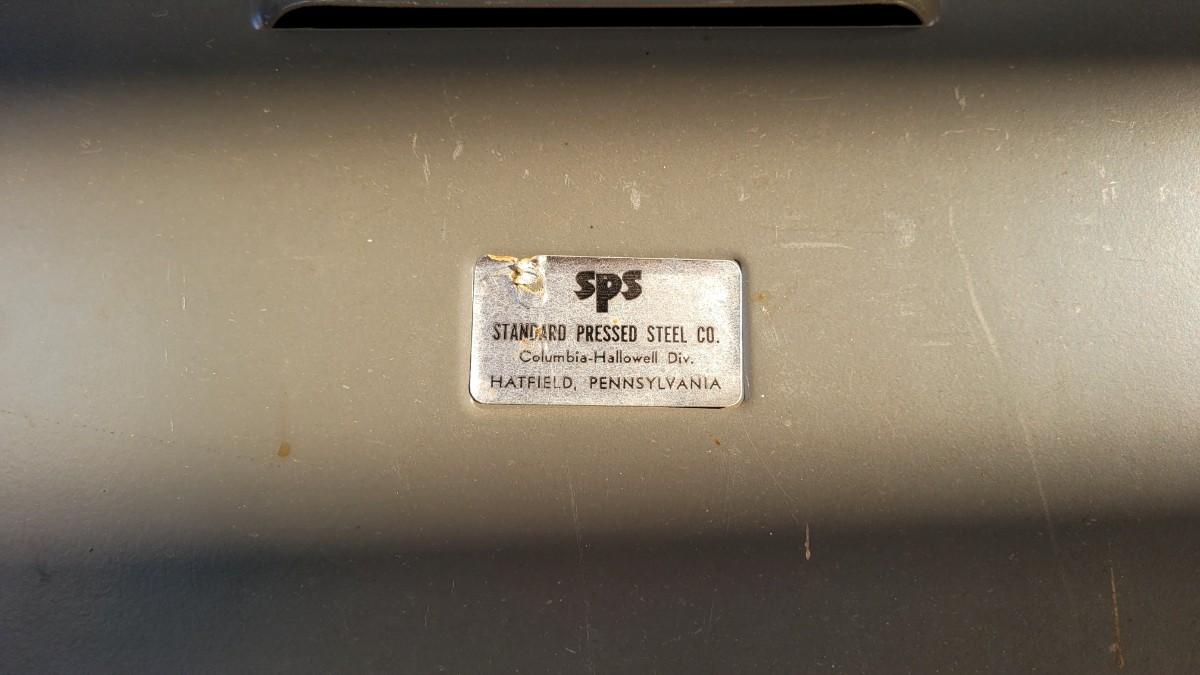 sps
STANDARD PRESSED STEEL CO.
Columbia-Hallowell Div.
HATFIELD, PENNSYLVANIA